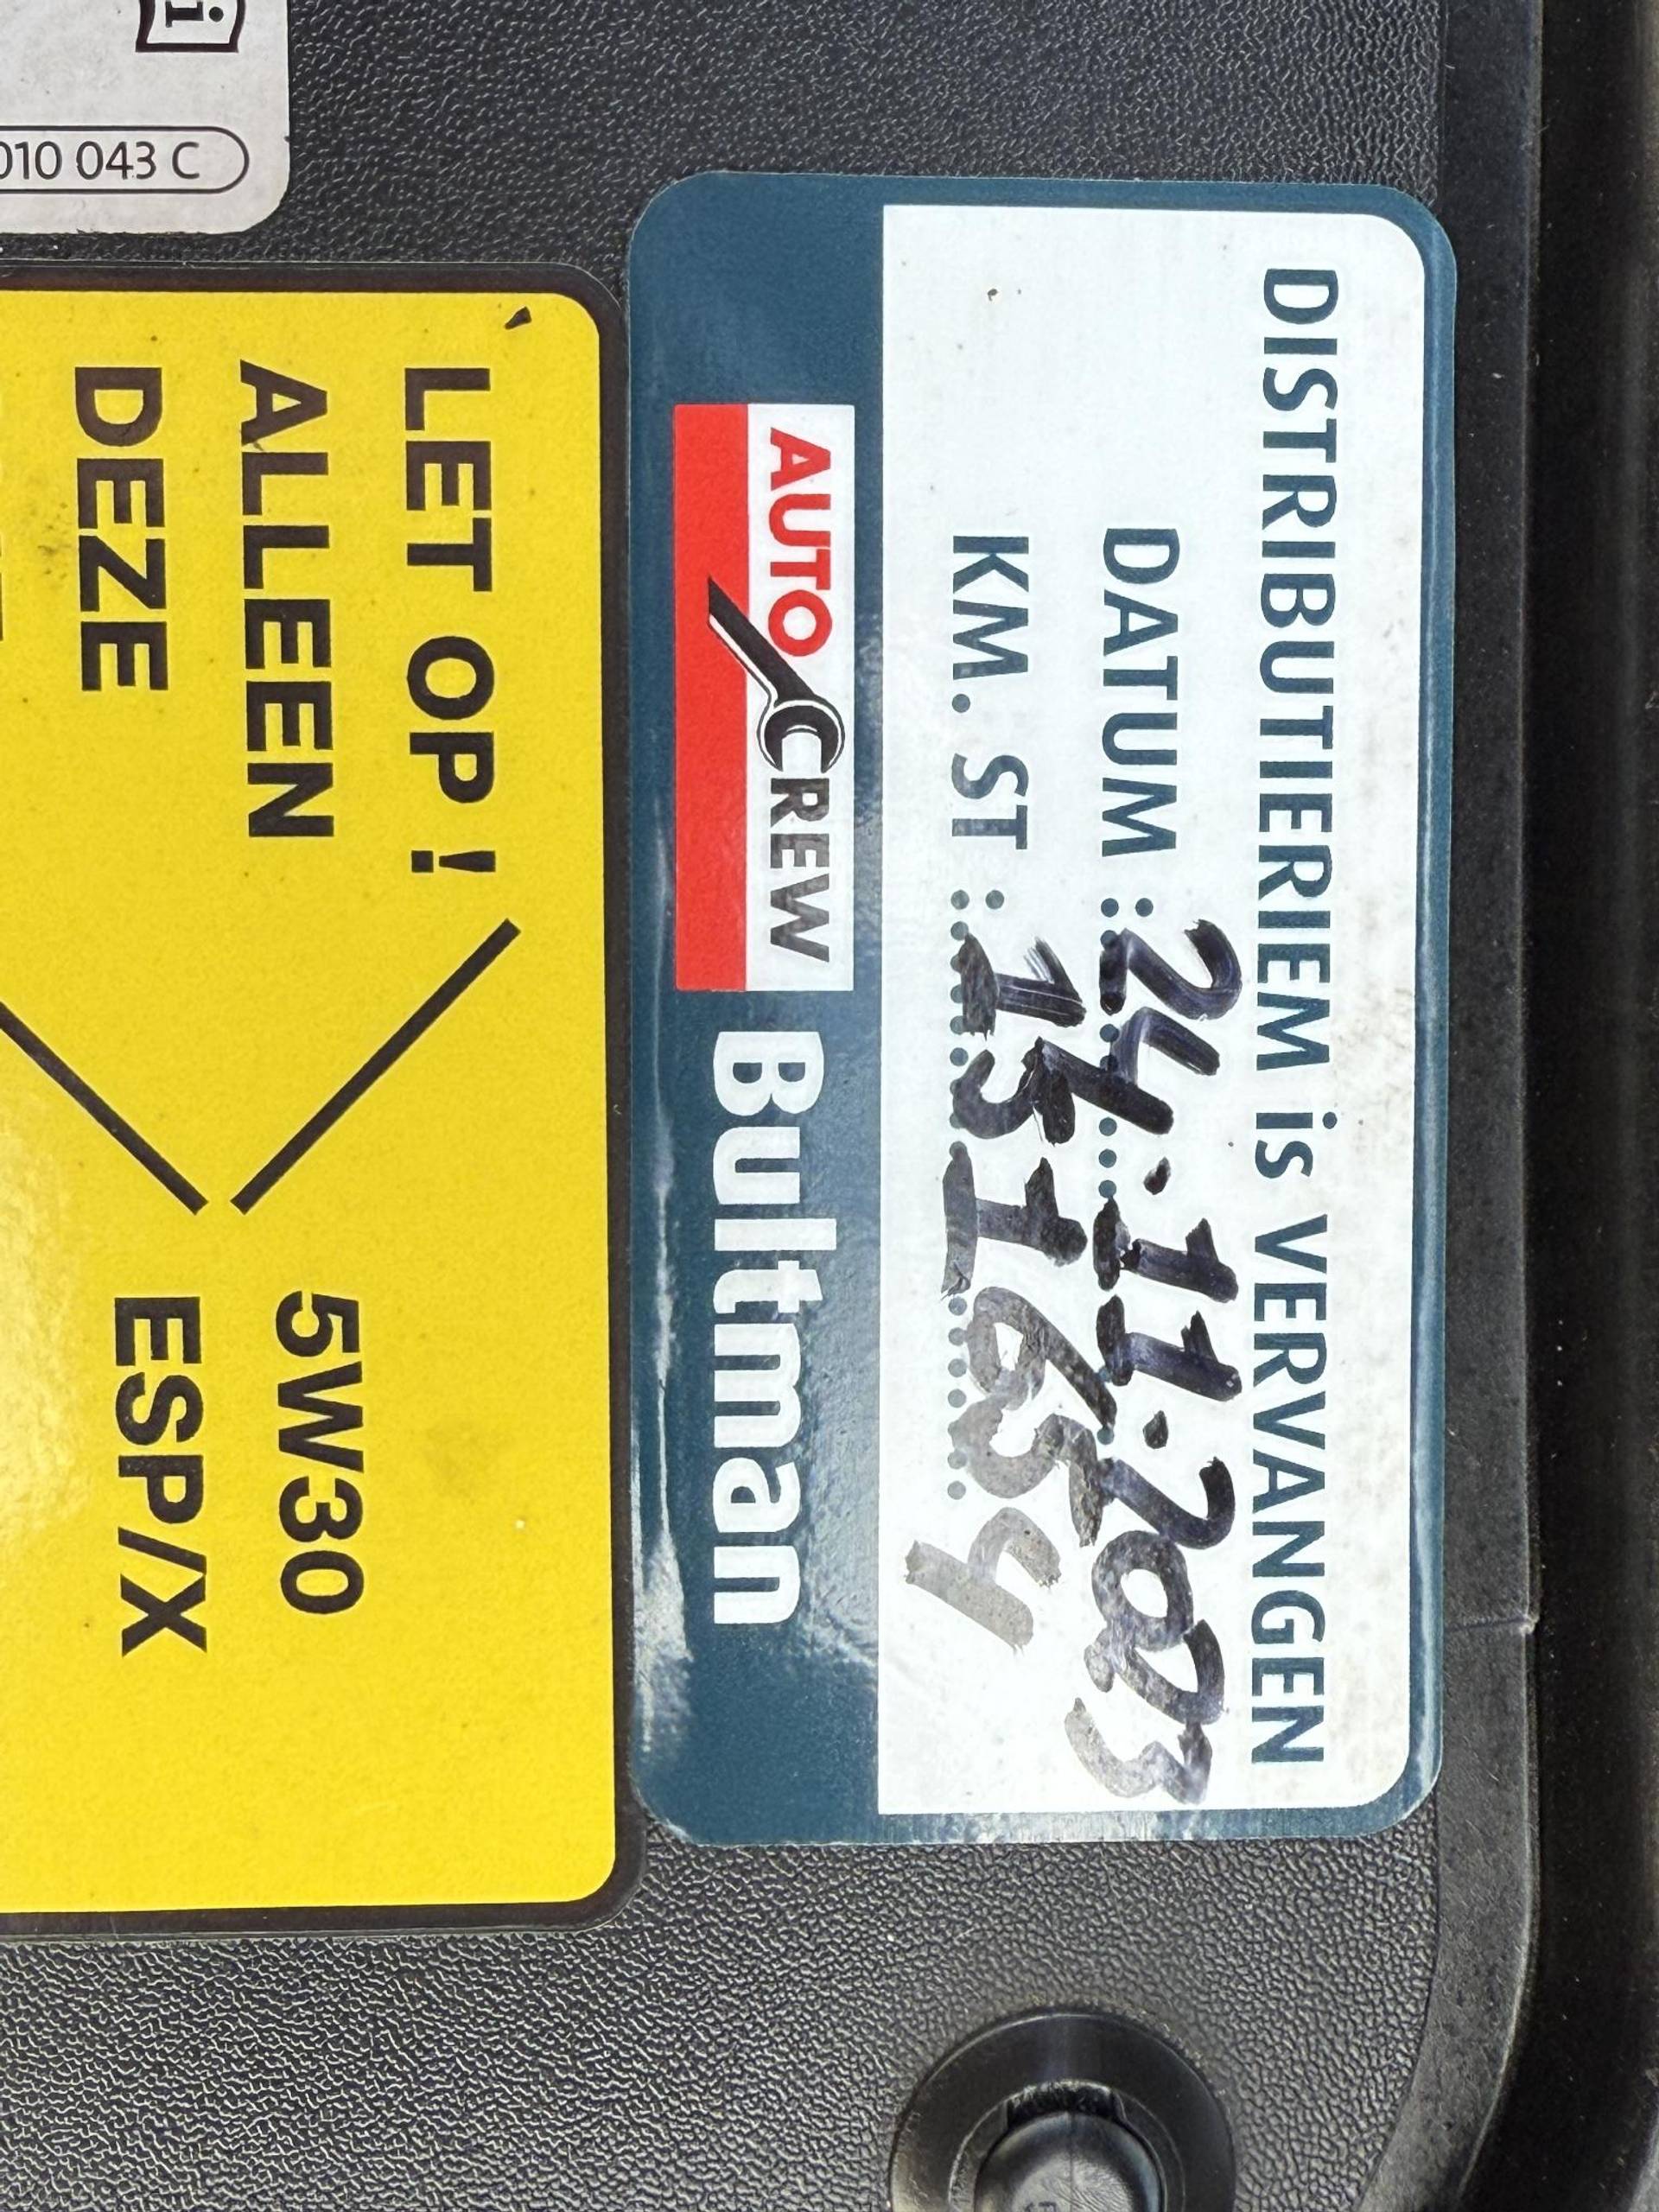 010 043 C
DISTRIBUTIERIEM is VERVANGEN
DATUM : 24.11.2023
KM. ST : 151654
AUTO CREW Bultman
LET OP !
ALLEEN
DEZE
5W30
ESP/X